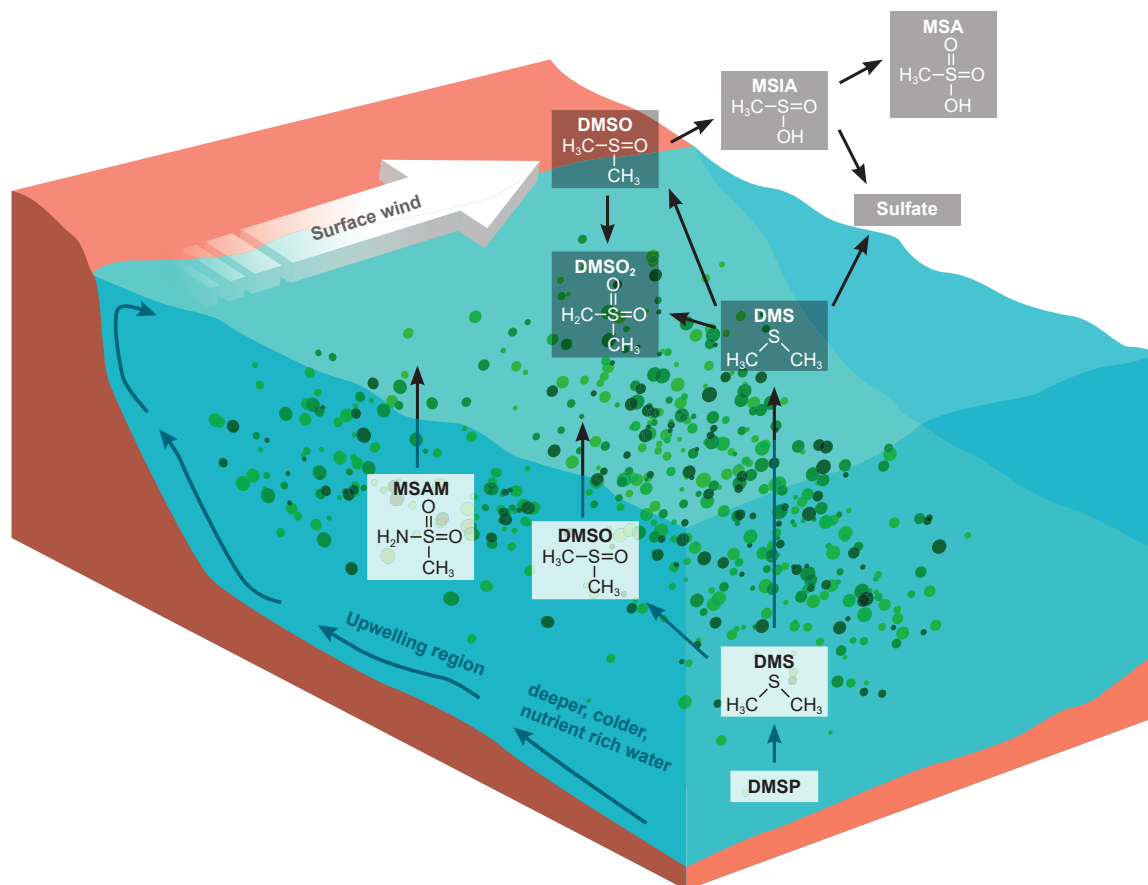 MSA
O
H₃C–S=O
OH
MSIA
H₃C–S=O
OH
DMSO
H₃C–S=O
CH₃
Sulfate
Surface wind
DMSO₂
O
H₂C–S=O
CH₃
DMS
S
H₃C CH₃
MSAM
O
H₂N–S=O
CH₃
DMSO
H₃C–S=O
CH₃
Upwelling region
DMS
S
H₃C CH₃
deeper, colder,
nutrient rich water
DMSP